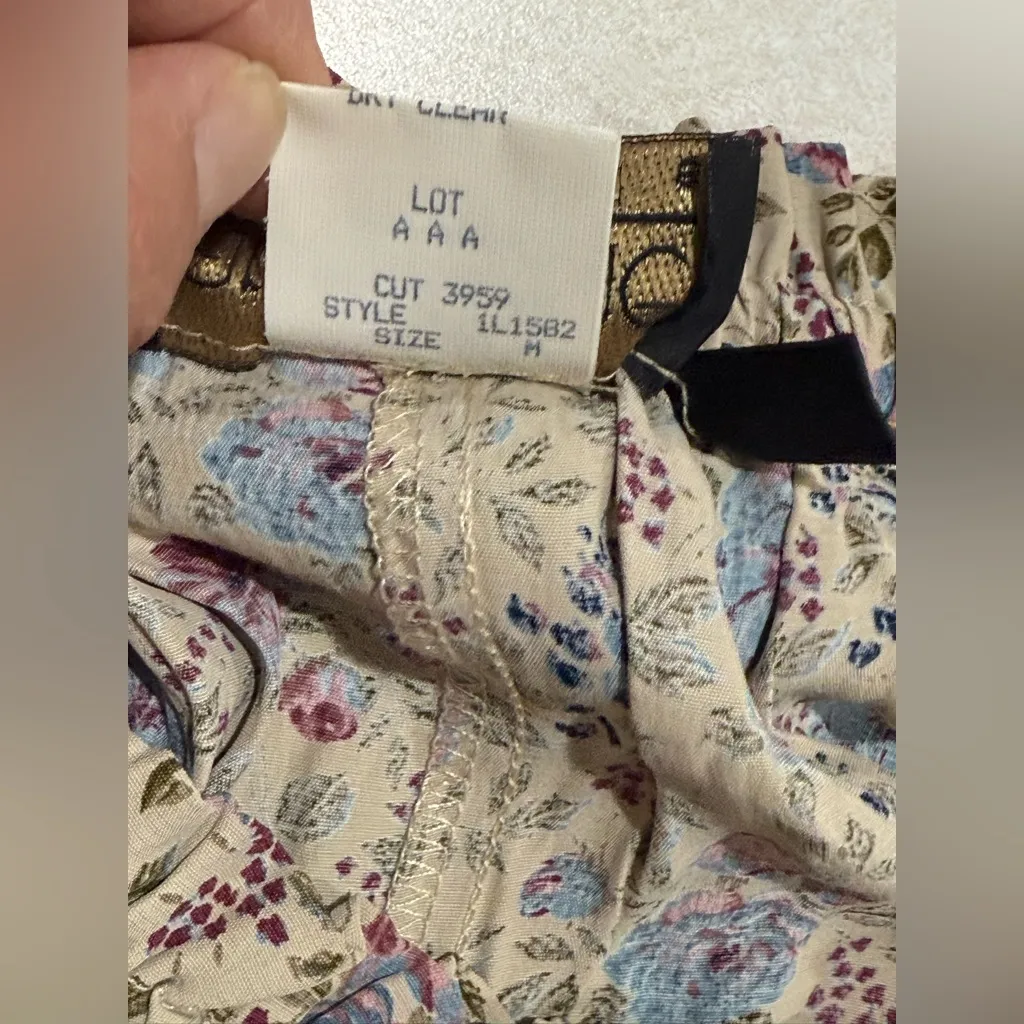 DRY CLEAN
LOT
A A A
CUT 3959
STYLE 1L1582
SIZE M